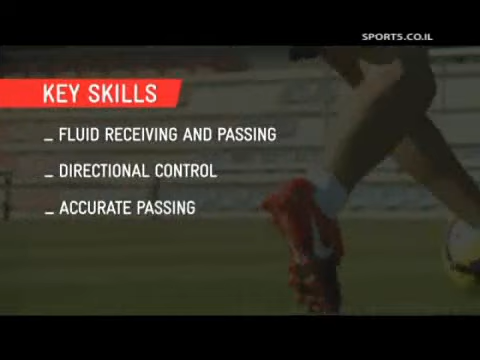 SPORT5.CO.IL
KEY SKILLS
_ FLUID RECEIVING AND PASSING
_ DIRECTIONAL CONTROL
_ ACCURATE PASSING